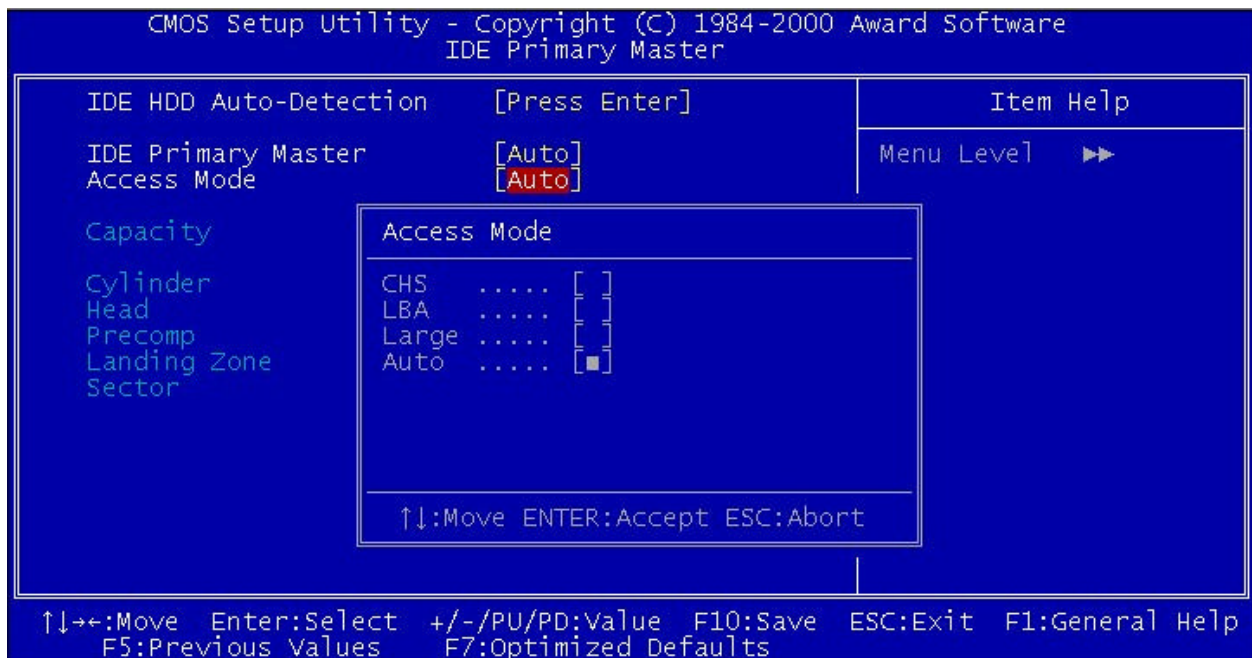 CMOS Setup Utility - Copyright (C) 1984-2000 Award Software
IDE Primary Master
IDE HDD Auto-Detection [Press Enter]
Item Help
IDE Primary Master [Auto]
Menu Level ►►
Access Mode [Auto]
Capacity
Cylinder
Head
Precomp
Landing Zone
Sector
Access Mode
CHS ..... [ ]
LBA ..... [ ]
Large ..... [ ]
Auto ..... [■]
↑↓:Move ENTER:Accept ESC:Abort
↑↓→←:Move Enter:Select +/-/PU/PD:Value F10:Save ESC:Exit F1:General Help
F5:Previous Values F7:Optimized Defaults